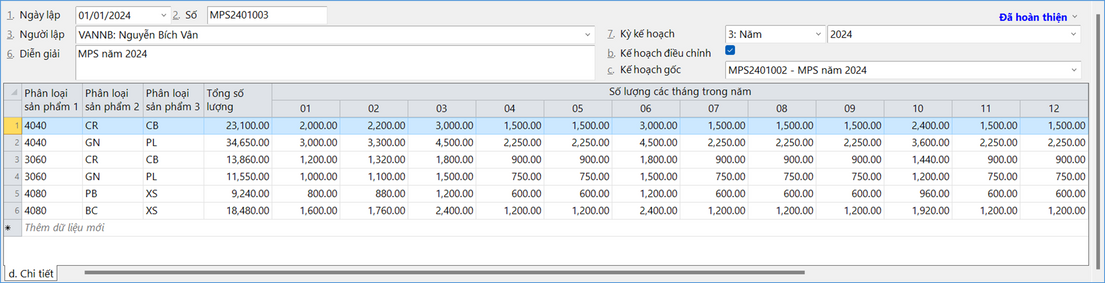 1. Ngày lập 01/01/2024 2. Số MPS2401003 Đã hoàn thiện
3. Người lập VANNB: Nguyễn Bích Vân 7. Kỳ kế hoạch 3: Năm 2024
6. Diễn giải MPS năm 2024 b. Kế hoạch điều chỉnh
c. Kế hoạch gốc MPS2401002 - MPS năm 2024
Phân loại sản phẩm 1 Phân loại sản phẩm 2 Phân loại sản phẩm 3 Tổng số lượng Số lượng các tháng trong năm
01 02 03 04 05 06 07 08 09 10 11 12
1 4040 CR CB 23,100.00 2,000.00 2,200.00 3,000.00 1,500.00 1,500.00 3,000.00 1,500.00 1,500.00 1,500.00 2,400.00 1,500.00 1,500.00
2 4040 GN PL 34,650.00 3,000.00 3,300.00 4,500.00 2,250.00 2,250.00 4,500.00 2,250.00 2,250.00 2,250.00 3,600.00 2,250.00 2,250.00
3 3060 CR CB 13,860.00 1,200.00 1,320.00 1,800.00 900.00 900.00 1,800.00 900.00 900.00 900.00 1,440.00 900.00 900.00
4 3060 GN PL 11,550.00 1,000.00 1,100.00 1,500.00 750.00 750.00 1,500.00 750.00 750.00 750.00 1,200.00 750.00 750.00
5 4080 PB XS 9,240.00 800.00 880.00 1,200.00 600.00 600.00 1,200.00 600.00 600.00 600.00 960.00 600.00 600.00
6 4080 BC XS 18,480.00 1,600.00 1,760.00 2,400.00 1,200.00 1,200.00 2,400.00 1,200.00 1,200.00 1,200.00 1,920.00 1,200.00 1,200.00
Thêm dữ liệu mới
d. Chi tiết